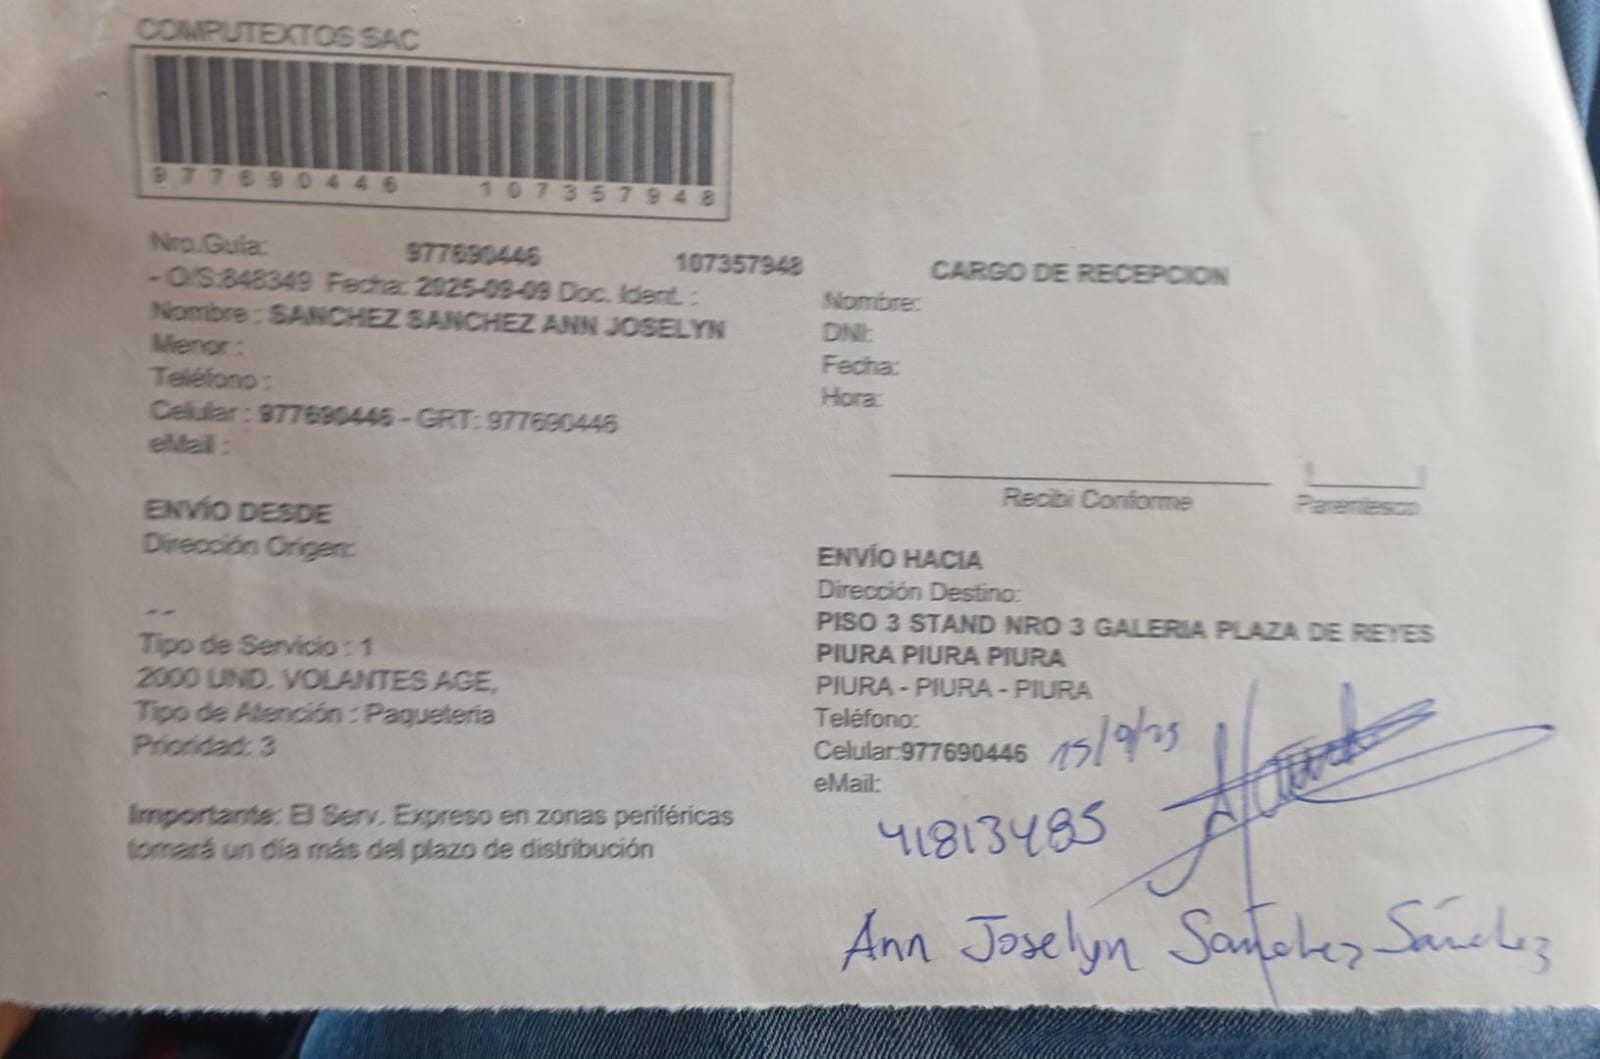 COMPUTEXTOS SAC
977690446 107357948
Nro.Guía: 977690446 107357948
- O/S:848349 Fecha: 2025-09-09 Doc. Ident. :
Nombre : SANCHEZ SANCHEZ ANN JOSELYN
Menor :
Teléfono :
Celular : 977690446 - GRT: 977690446
eMail :
CARGO DE RECEPCION
Nombre:
DNI:
Fecha:
Hora:
Recibi Conforme
Parentesco
ENVÍO DESDE
Dirección Origen:
--
Tipo de Servicio : 1
2000 UND. VOLANTES AGE,
Tipo de Atención : Paqueteria
Prioridad: 3
Importante: El Serv. Expreso en zonas periféricas
tomará un día más del plazo de distribución
ENVÍO HACIA
Dirección Destino:
PISO 3 STAND NRO 3 GALERIA PLAZA DE REYES
PIURA PIURA PIURA
PIURA - PIURA - PIURA
Teléfono:
Celular:977690446 15/9/25
eMail:
41813485
Ann Joselyn Sanchez Sánchez